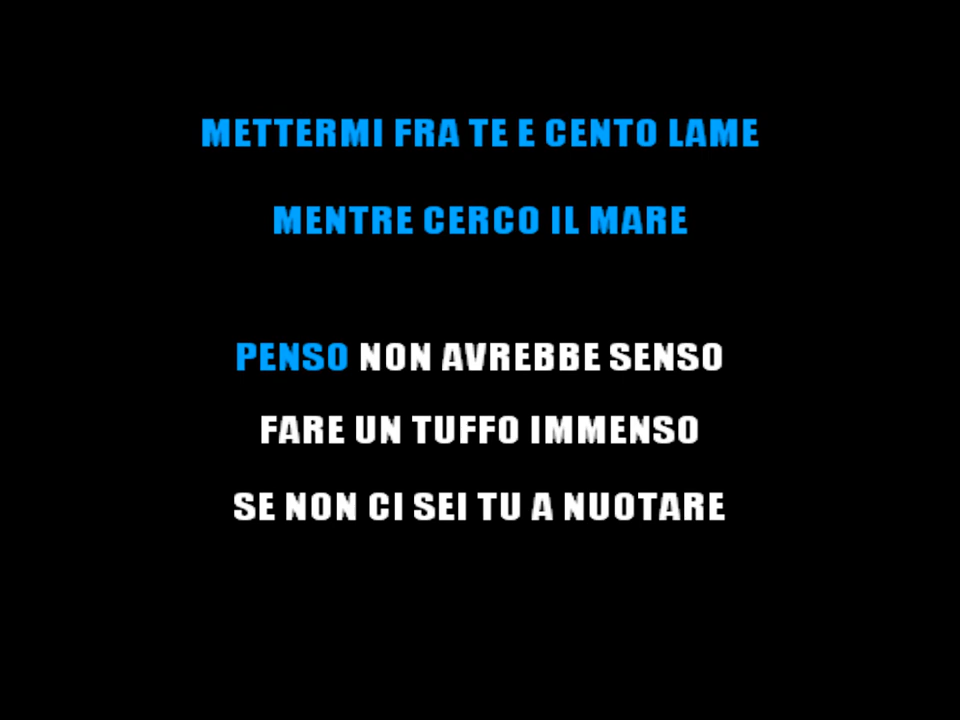 METTERMI FRA TE E CENTO LAME
MENTRE CERCO IL MARE
PENSO NON AVREBBE SENSO
FARE UN TUFFO IMMENSO
SE NON CI SEI TU A NUOTARE